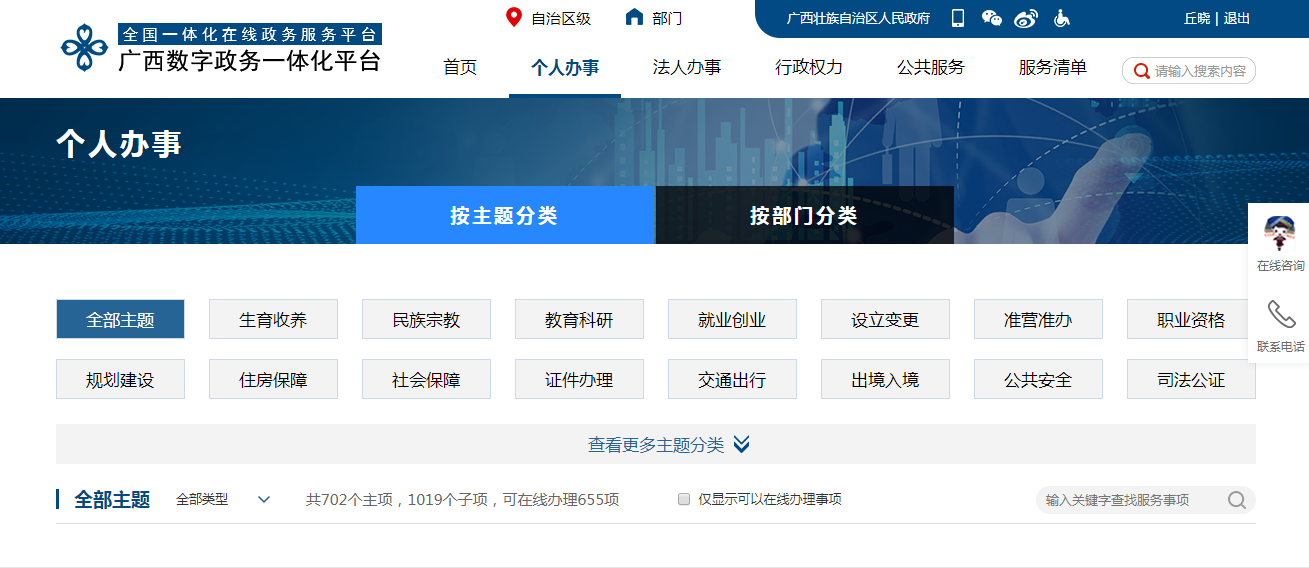 自治区级 部门 广西壮族自治区人民政府 丘晓 | 退出
全国一体化在线政务服务平台
广西数字政务一体化平台
首页 个人办事 法人办事 行政权力 公共服务 服务清单 请输入搜索内容
个人办事
按主题分类 按部门分类
在线咨询
联系电话
全部主题 生育收养 民族宗教 教育科研 就业创业 设立变更 准营准办 职业资格
规划建设 住房保障 社会保障 证件办理 交通出行 出境入境 公共安全 司法公证
查看更多主题分类
全部主题 全部类型 共702个主项，1019个子项，可在线办理655项 仅显示可以在线办理事项 输入关键字查找服务事项